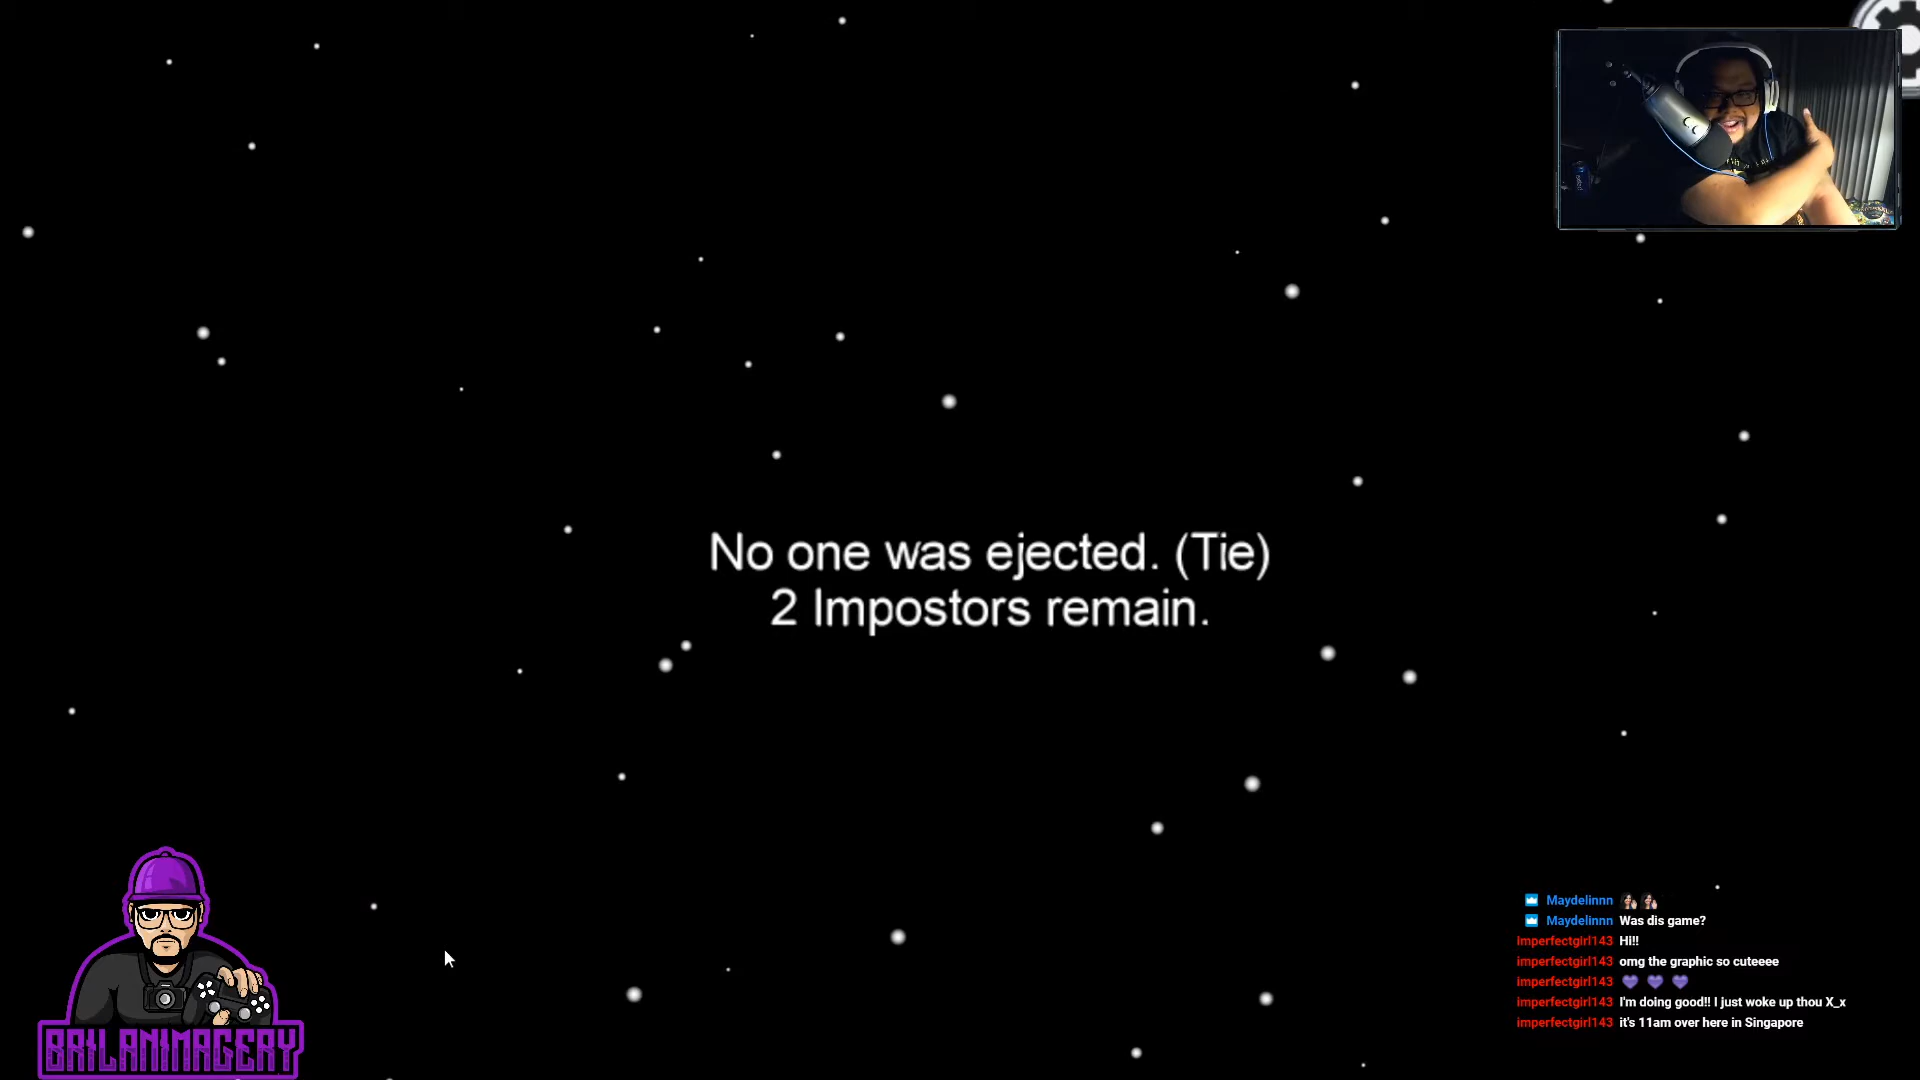 No one was ejected. (Tie)
2 Impostors remain.
Maydelinnn
Maydelinnn Was dis game?
imperfectgirl143 Hi!!
imperfectgirl143 omg the graphic so cuteeee
imperfectgirl143 💜 💜 💜
imperfectgirl143 I'm doing good!! I just woke up thou X_x
imperfectgirl143 it's 11am over here in Singapore
BRILANIMAGERY